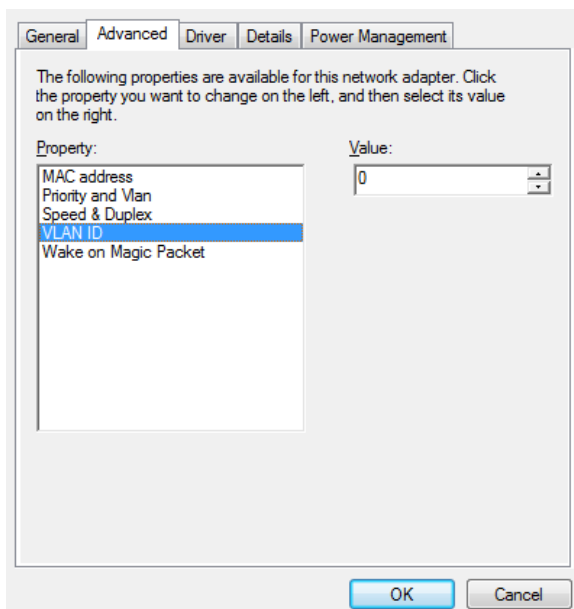 General Advanced Driver Details Power Management
The following properties are available for this network adapter. Click
the property you want to change on the left, and then select its value
on the right.
Property: Value:
MAC address 0
Priority and Vlan
Speed & Duplex
VLAN ID
Wake on Magic Packet
OK Cancel